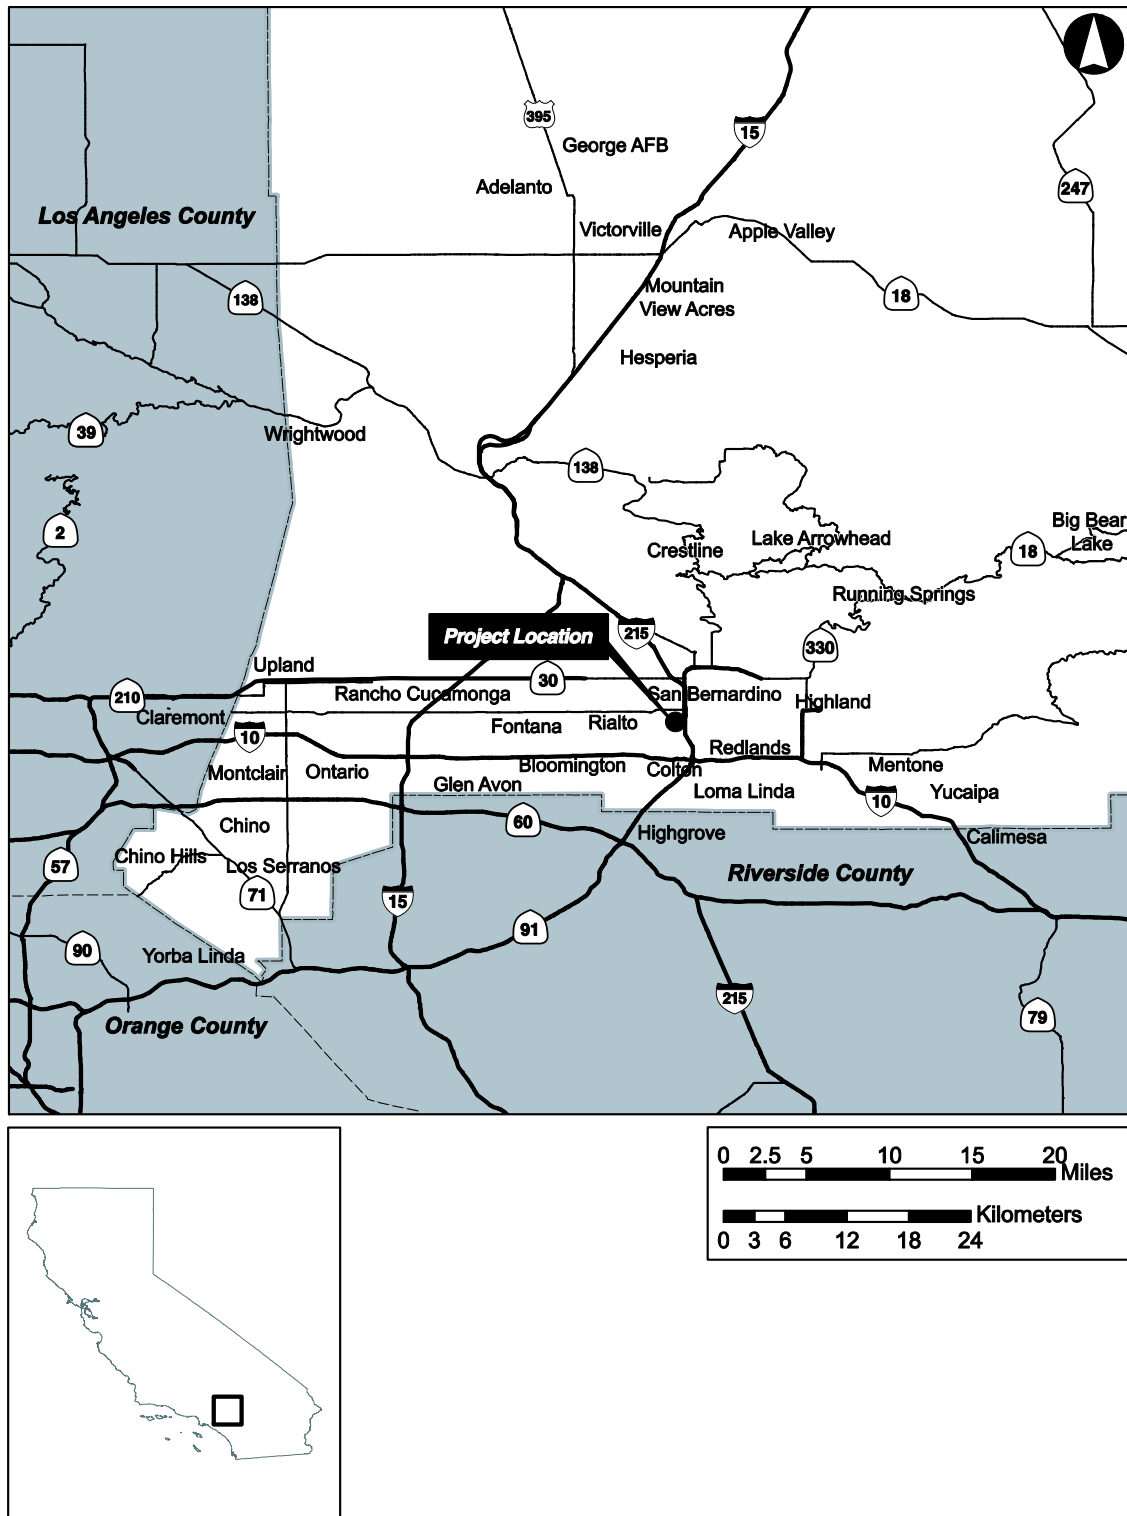 395
George AFB
15
Adelanto
247
Los Angeles County
Victorville
Apple Valley
Mountain
View Acres
138
18
Hesperia
39
Wrightwood
138
2
Crestline
Lake Arrowhead
18
Big Bear
Lake
Running Springs
Project Location
215
330
Upland
30
210
Rancho Cucamonga
San Bernardino
Highland
Claremont
Fontana
Rialto
10
Redlands
Montclair
Ontario
Bloomington
Colton
Mentone
Glen Avon
Loma Linda
10
Yucaipa
Chino
60
Highgrove
Calimesa
Chino Hills
Los Serranos
57
71
15
Riverside County
91
90
Yorba Linda
215
79
Orange County
0 2.5 5 10 15 20
Miles
Kilometers
0 3 6 12 18 24